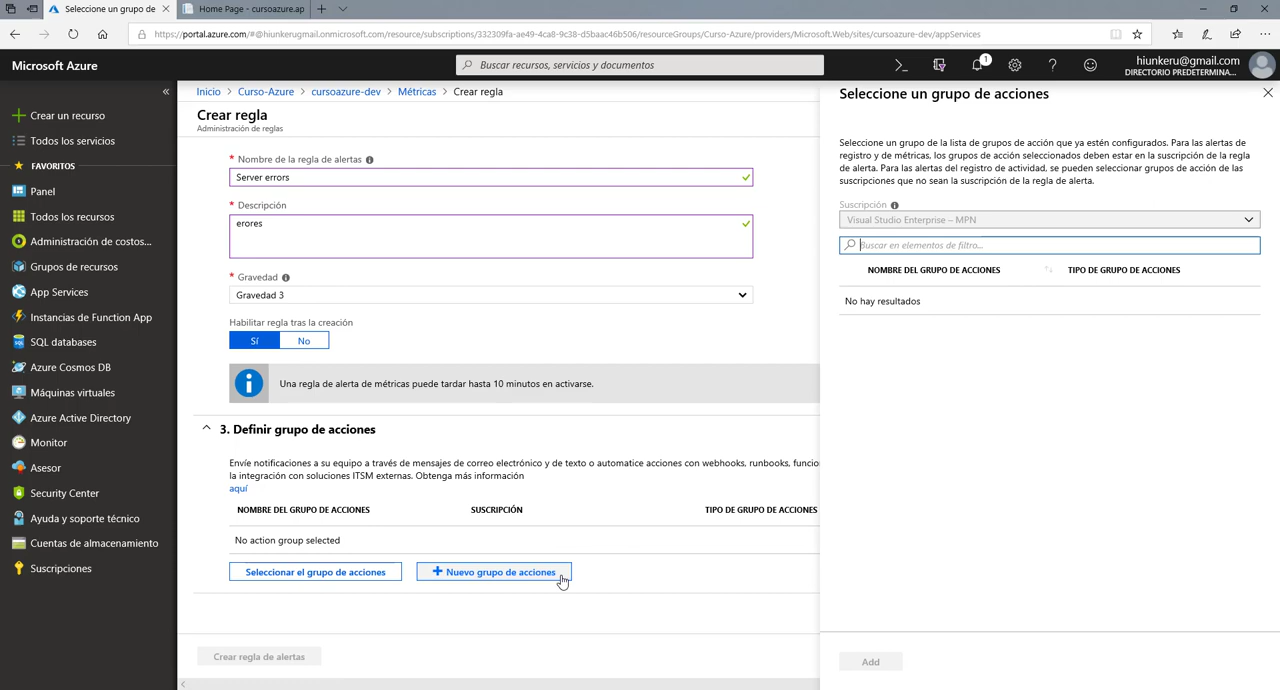 Seleccione un grupo de
Home Page - cursoazure.ap
https://portal.azure.com/#@hiunkerugmail.onmicrosoft.com/resource/subscriptions/332309fa-ae49-4ca8-9c38-d5baac46b506/resourceGroups/Curso-Azure/providers/Microsoft.Web/sites/cursoazure-dev/appServices
Microsoft Azure
Buscar recursos, servicios y documentos
1
hiunkeru@gmail.com
DIRECTORIO PREDETERMINA...
Crear un recurso
Todos los servicios
FAVORITOS
Panel
Todos los recursos
Administración de costos...
Grupos de recursos
App Services
Instancias de Function App
SQL databases
Azure Cosmos DB
Máquinas virtuales
Azure Active Directory
Monitor
Asesor
Security Center
Ayuda y soporte técnico
Cuentas de almacenamiento
Suscripciones
Inicio > Curso-Azure > cursoazure-dev > Métricas > Crear regla
Crear regla
Administración de reglas
* Nombre de la regla de alertas
Server errors
* Descripción
erores
* Gravedad
Gravedad 3
Habilitar regla tras la creación
Sí No
Una regla de alerta de métricas puede tardar hasta 10 minutos en activarse.
3. Definir grupo de acciones
Envíe notificaciones a su equipo a través de mensajes de correo electrónico y de texto o automatice acciones con webhooks, runbooks, funcio
la integración con soluciones ITSM externas. Obtenga más información
aquí
NOMBRE DEL GRUPO DE ACCIONES SUSCRIPCIÓN TIPO DE GRUPO DE ACCIONES
No action group selected
Seleccionar el grupo de acciones + Nuevo grupo de acciones
Crear regla de alertas
Seleccione un grupo de acciones
Seleccione un grupo de la lista de grupos de acción que ya estén configurados. Para las alertas de
registro y de métricas, los grupos de acción seleccionados deben estar en la suscripción de la regla
de alerta. Para las alertas del registro de actividad, se pueden seleccionar grupos de acción de las
suscripciones que no sean la suscripción de la regla de alerta.
Suscripción
Visual Studio Enterprise – MPN
Buscar en elementos de filtro...
NOMBRE DEL GRUPO DE ACCIONES TIPO DE GRUPO DE ACCIONES
No hay resultados
Add